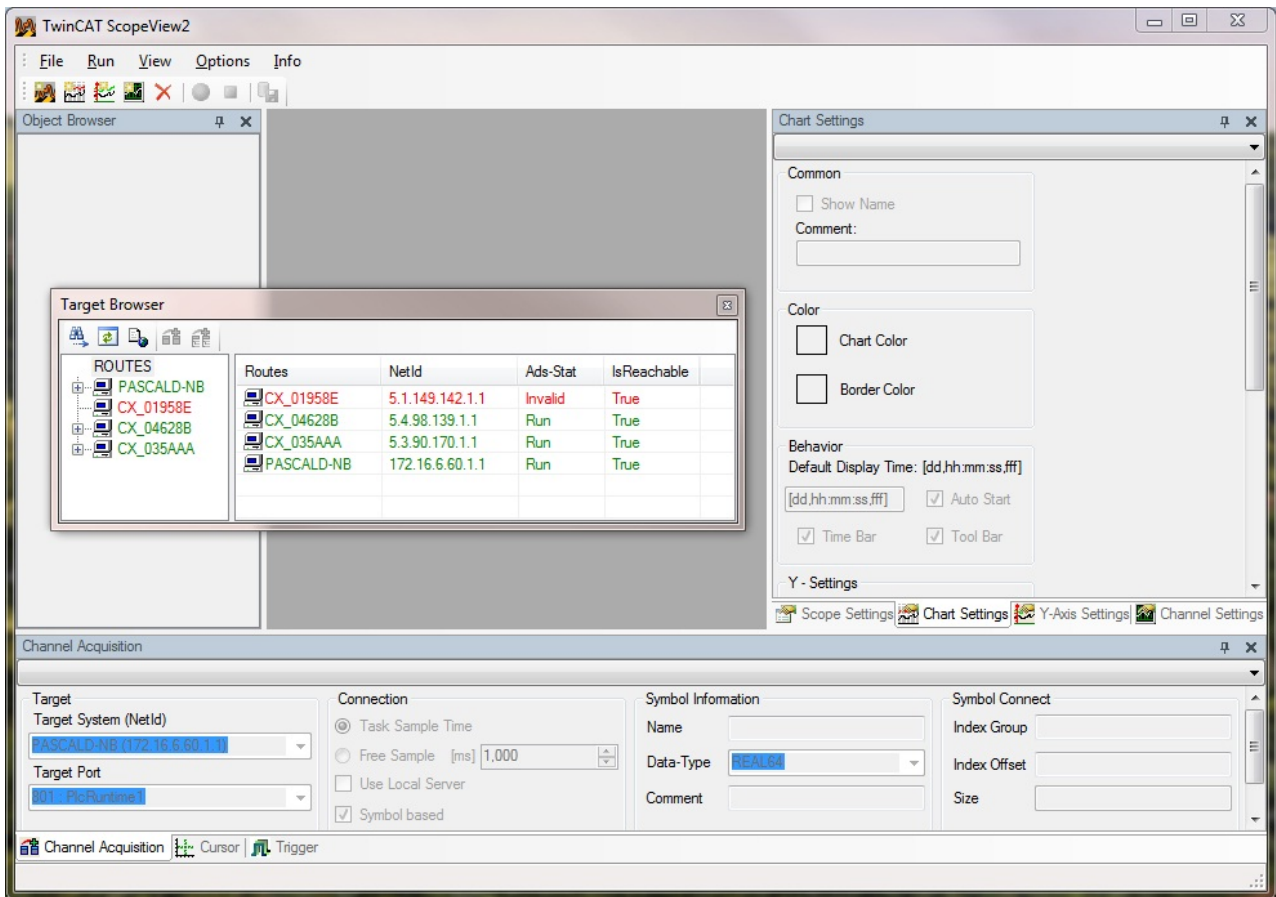 TwinCAT ScopeView2
File Run View Options Info
Object Browser
Chart Settings
Common
Show Name
Comment:
Color
Chart Color
Border Color
Behavior
Default Display Time: [dd,hh:mm:ss,fff]
[dd,hh:mm:ss,fff] Auto Start
Time Bar Tool Bar
Y - Settings
Scope Settings Chart Settings Y-Axis Settings Channel Settings
Target Browser
ROUTES
PASCALD-NB
CX_01958E
CX_04628B
CX_035AAA
Routes NetId Ads-Stat IsReachable
CX_01958E 5.1.149.142.1.1 Invalid True
CX_04628B 5.4.98.139.1.1 Run True
CX_035AAA 5.3.90.170.1.1 Run True
PASCALD-NB 172.16.6.60.1.1 Run True
Channel Acquisition
Target
Target System (NetId)
PASCALD-NB (172.16.6.60.1.1)
Target Port
801 : PlcRuntime1
Connection
Task Sample Time
Free Sample [ms] 1,000
Use Local Server
Symbol based
Symbol Information
Name
Data-Type REAL64
Comment
Symbol Connect
Index Group
Index Offset
Size
Channel Acquisition Cursor Trigger